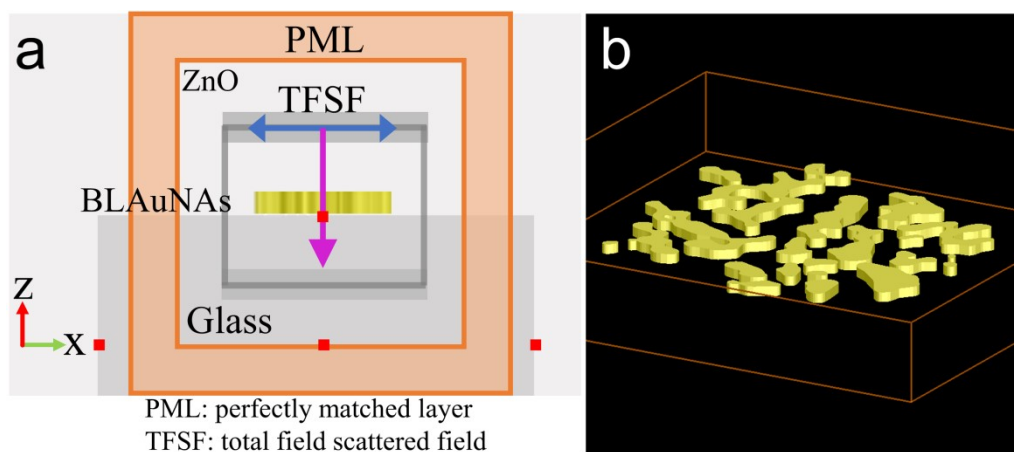 a
PML
ZnO
TFSF
BLAuNAs
Glass
Z
X
PML: perfectly matched layer
TFSF: total field scattered field
b